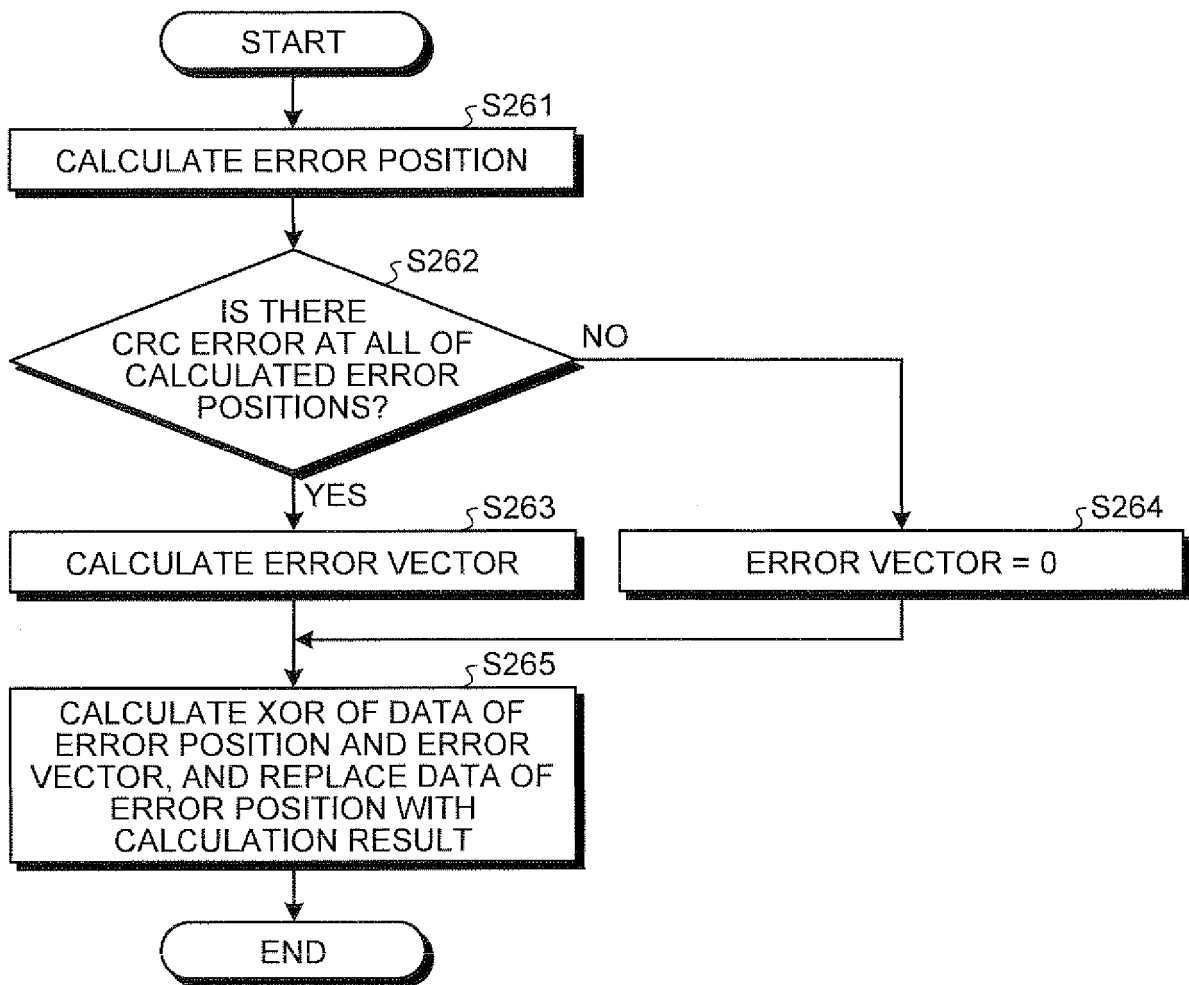 START
S261
CALCULATE ERROR POSITION
S262
IS THERE
CRC ERROR AT ALL OF
CALCULATED ERROR
POSITIONS?
NO
YES
S263
CALCULATE ERROR VECTOR
S264
ERROR VECTOR = 0
S265
CALCULATE XOR OF DATA OF
ERROR POSITION AND ERROR
VECTOR, AND REPLACE DATA OF
ERROR POSITION WITH
CALCULATION RESULT
END